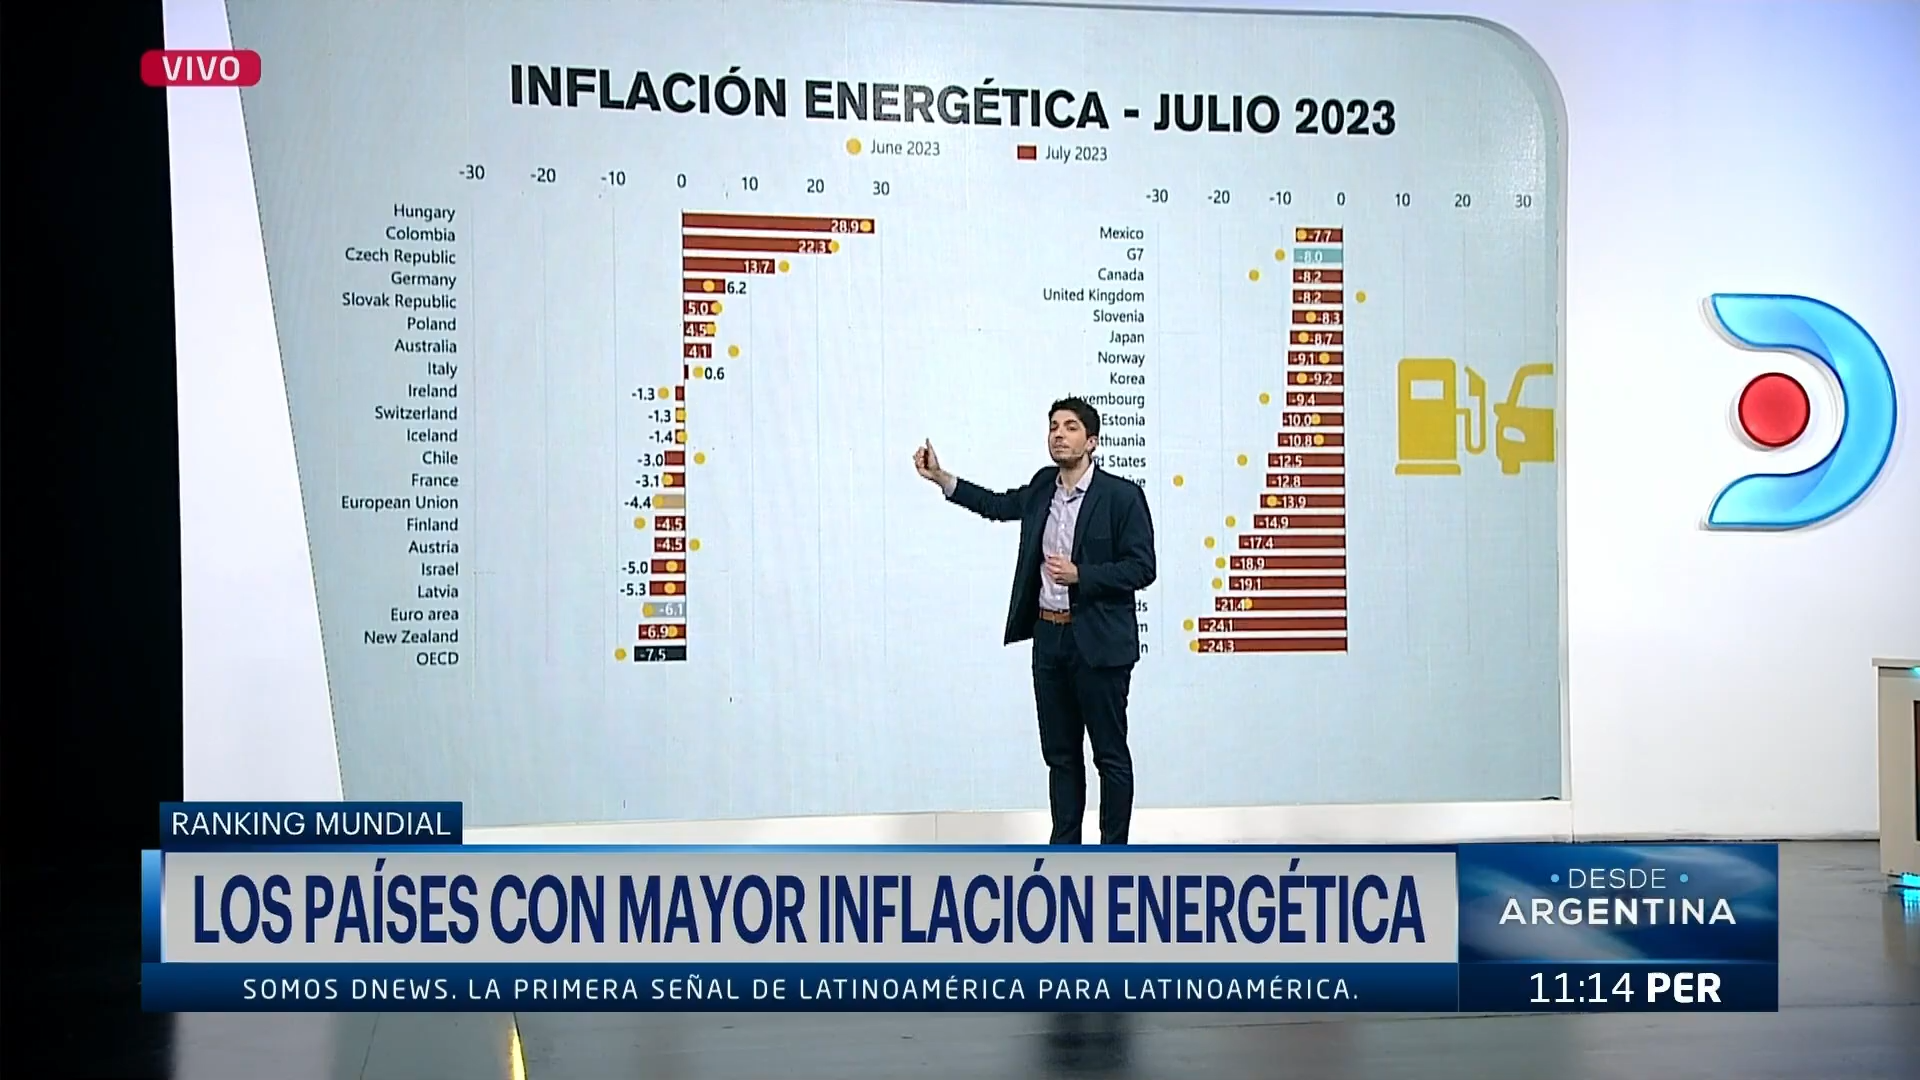 VIVO
INFLACIÓN ENERGÉTICA - JULIO 2023
June 2023
July 2023
-30 -20 -10 0 10 20 30
Hungary 28.9
Colombia 22.3
Czech Republic 13.7
Germany 6.2
Slovak Republic 5.0
Poland 4.5
Australia 4.1
Italy 0.6
Ireland -1.3
Switzerland -1.3
Iceland -1.4
Chile -3.0
France -3.1
European Union -4.4
Finland -4.5
Austria -4.5
Israel -5.0
Latvia -5.3
Euro area -6.1
New Zealand -6.9
OECD -7.5
-30 -20 -10 0 10 20 30
Mexico -7.7
G7 -8.0
Canada -8.2
United Kingdom -8.2
Slovenia -8.3
Japan -8.7
Norway -9.1
Korea -9.2
xembourg -9.4
Estonia -10.0
thuania -10.8
d States -12.5
-12.8
-13.9
-14.9
-17.4
-18.9
-19.1
ds -21.4
m -24.1
n -24.3
RANKING MUNDIAL
LOS PAÍSES CON MAYOR INFLACIÓN ENERGÉTICA
• DESDE •
ARGENTINA
SOMOS DNEWS. LA PRIMERA SEÑAL DE LATINOAMÉRICA PARA LATINOAMÉRICA.
11:14 PER